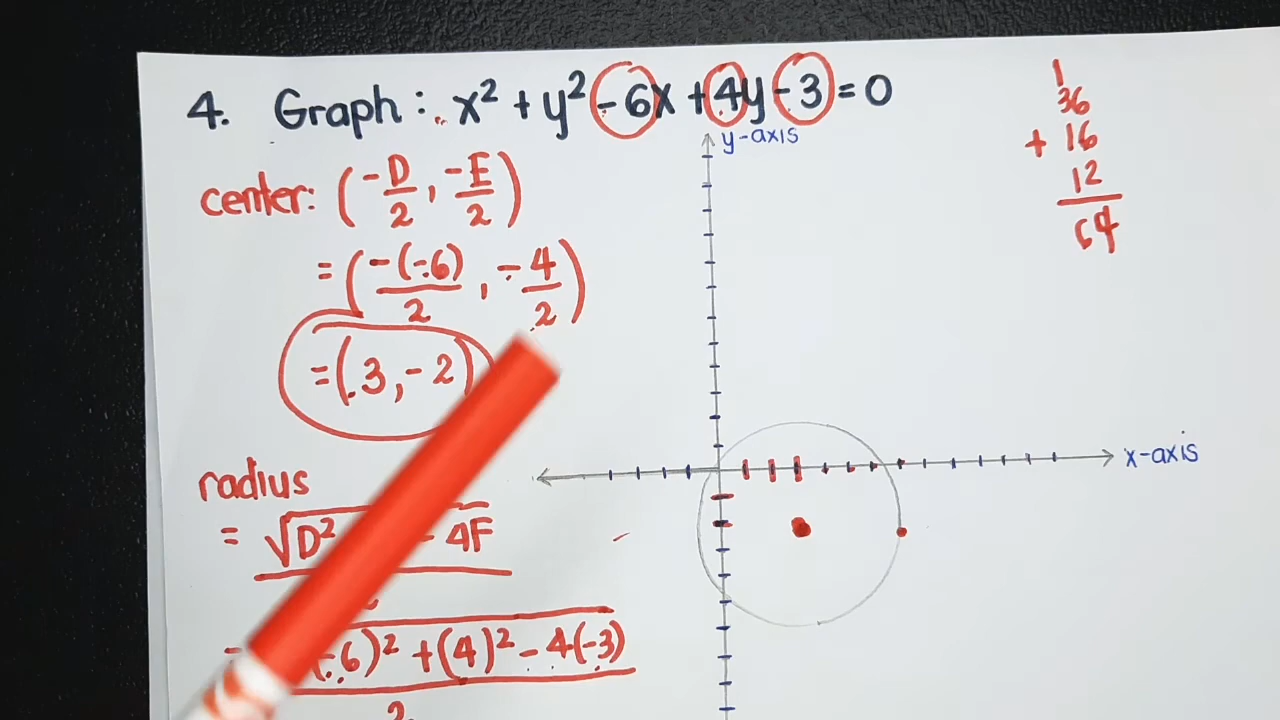 4. Graph: x² + y² - 6x + 4y - 3 = 0
y-axis
center: (-D/2, -E/2)
= (-(-6)/2, -4/2)
= (3, -2)
radius
= √D² - 4F
-6)² + (4)² - 4(-3)
2
x-axis
1
36
+ 16
12
64